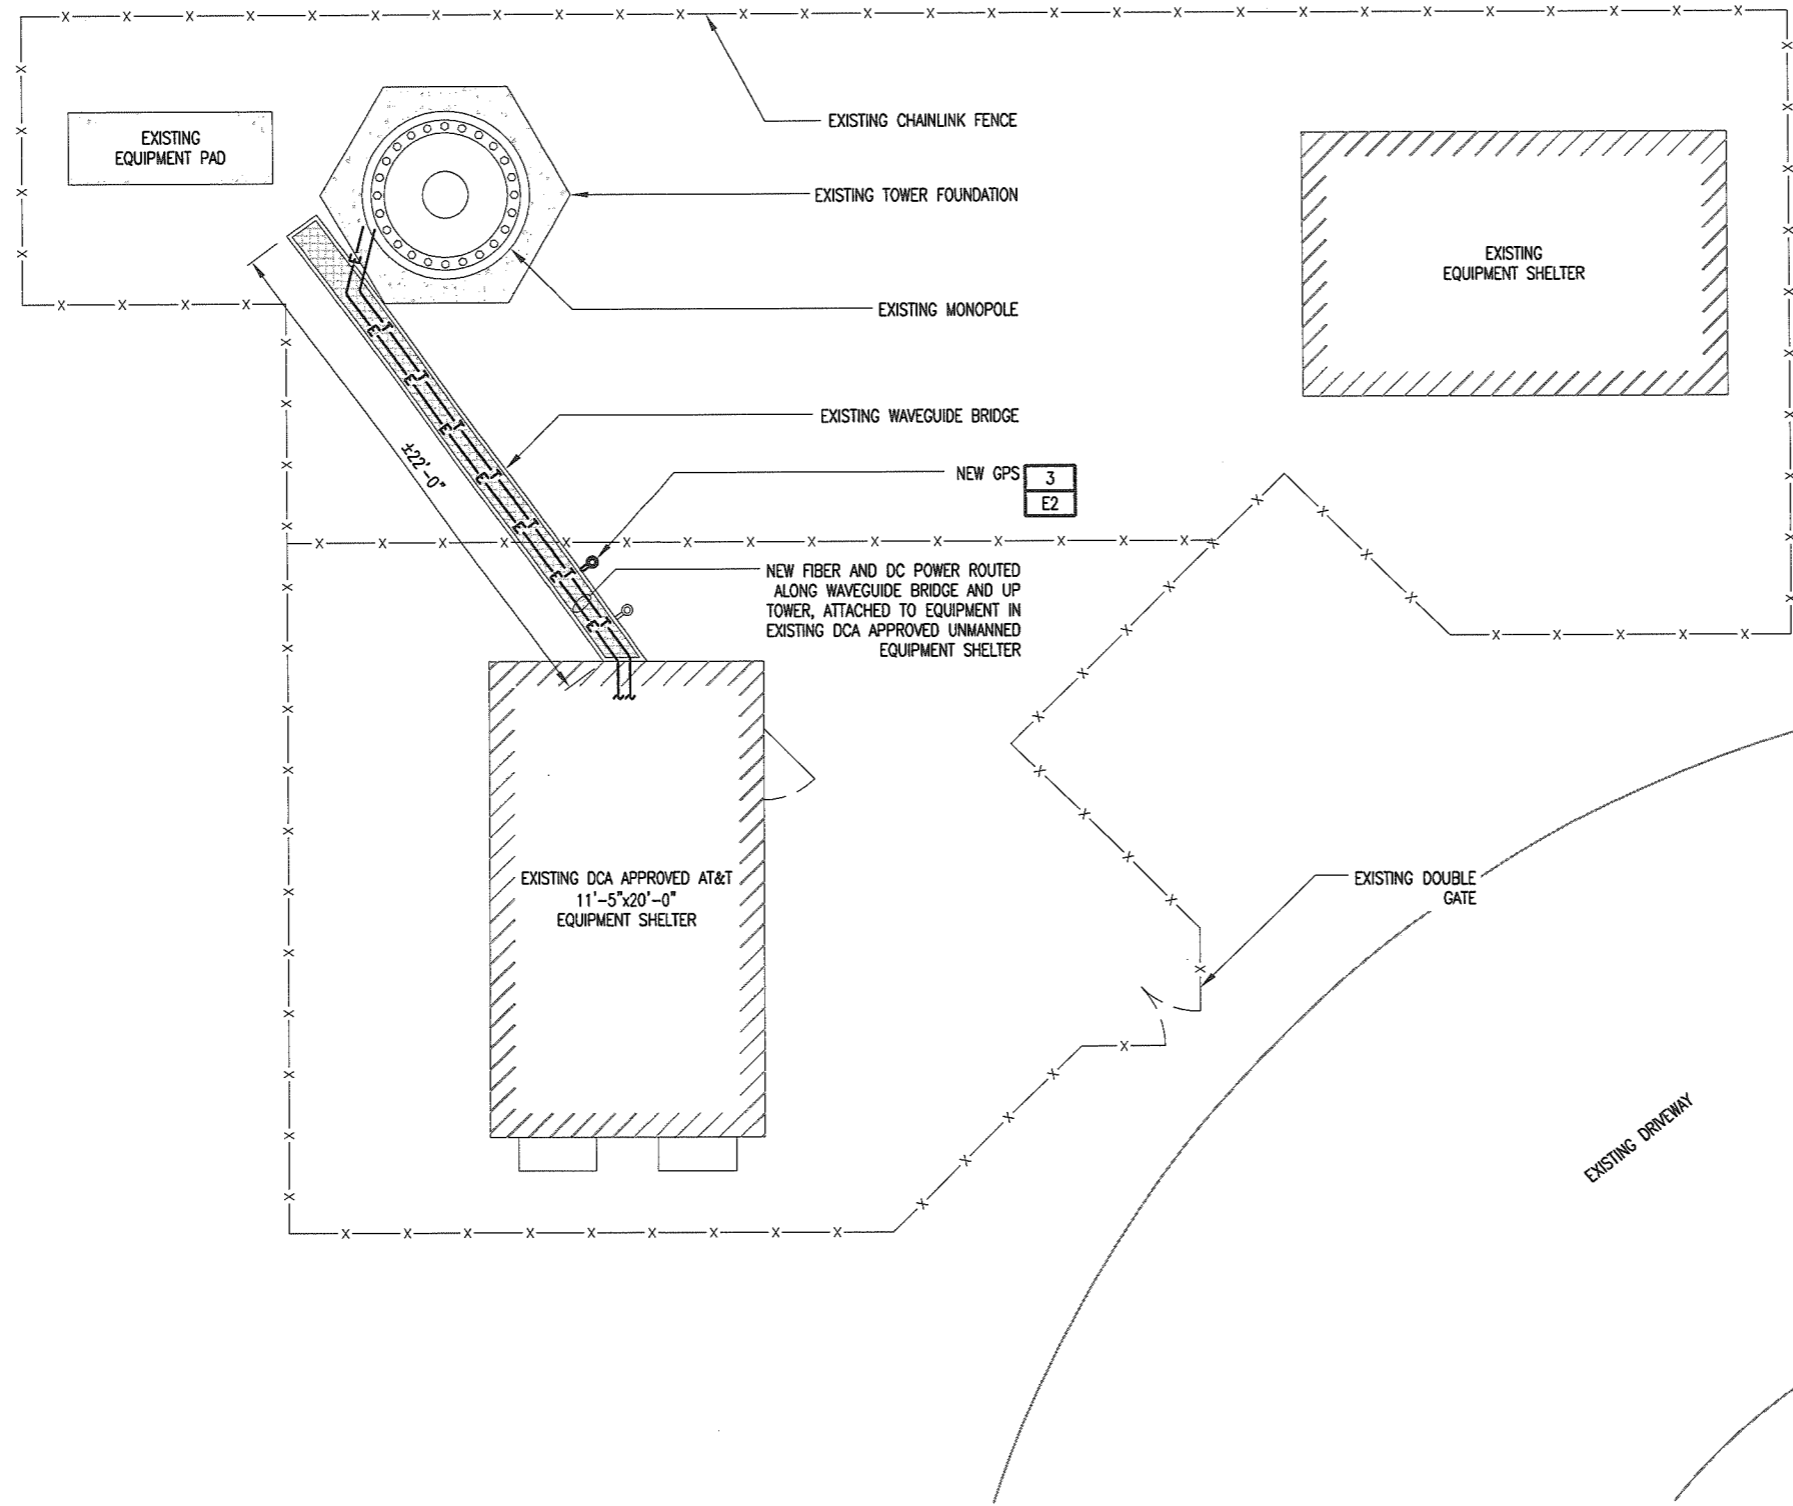 EXISTING
EQUIPMENT PAD
EXISTING CHAINLINK FENCE
EXISTING TOWER FOUNDATION
EXISTING
EQUIPMENT SHELTER
EXISTING MONOPOLE
EXISTING WAVEGUIDE BRIDGE
±22'-0"
NEW GPS
3
E2
NEW FIBER AND DC POWER ROUTED
ALONG WAVEGUIDE BRIDGE AND UP
TOWER, ATTACHED TO EQUIPMENT IN
EXISTING DCA APPROVED UNMANNED
EQUIPMENT SHELTER
EXISTING DCA APPROVED AT&T
11'-5"x20'-0"
EQUIPMENT SHELTER
EXISTING DOUBLE
GATE
EXISTING DRIVEWAY